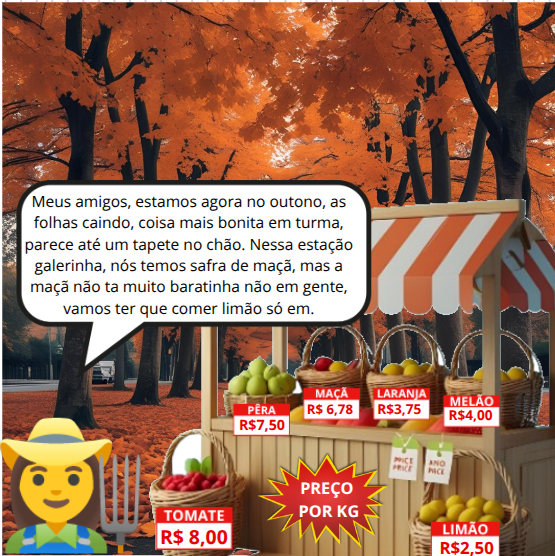 Meus amigos, estamos agora no outono, as
folhas caindo, coisa mais bonita em turma,
parece até um tapete no chão. Nessa estação
galerinha, nós temos safra de maçã, mas a
maçã não ta muito baratinha não em gente,
vamos ter que comer limão só em.
MAÇÃ
R$ 6,78
LARANJA
R$3,75
MELÃO
R$4,00
PÊRA
R$7,50
PREÇO
POR KG
TOMATE
R$ 8,00
LIMÃO
R$2,50